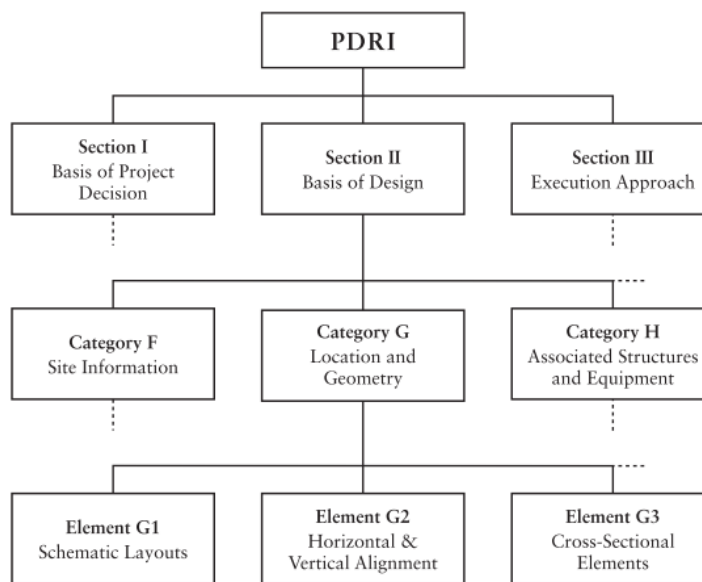 PDRI
Section I
Basis of Project
Decision
Section II
Basis of Design
Section III
Execution Approach
Category F
Site Information
Category G
Location and
Geometry
Category H
Associated Structures
and Equipment
Element G1
Schematic Layouts
Element G2
Horizontal &
Vertical Alignment
Element G3
Cross-Sectional
Elements